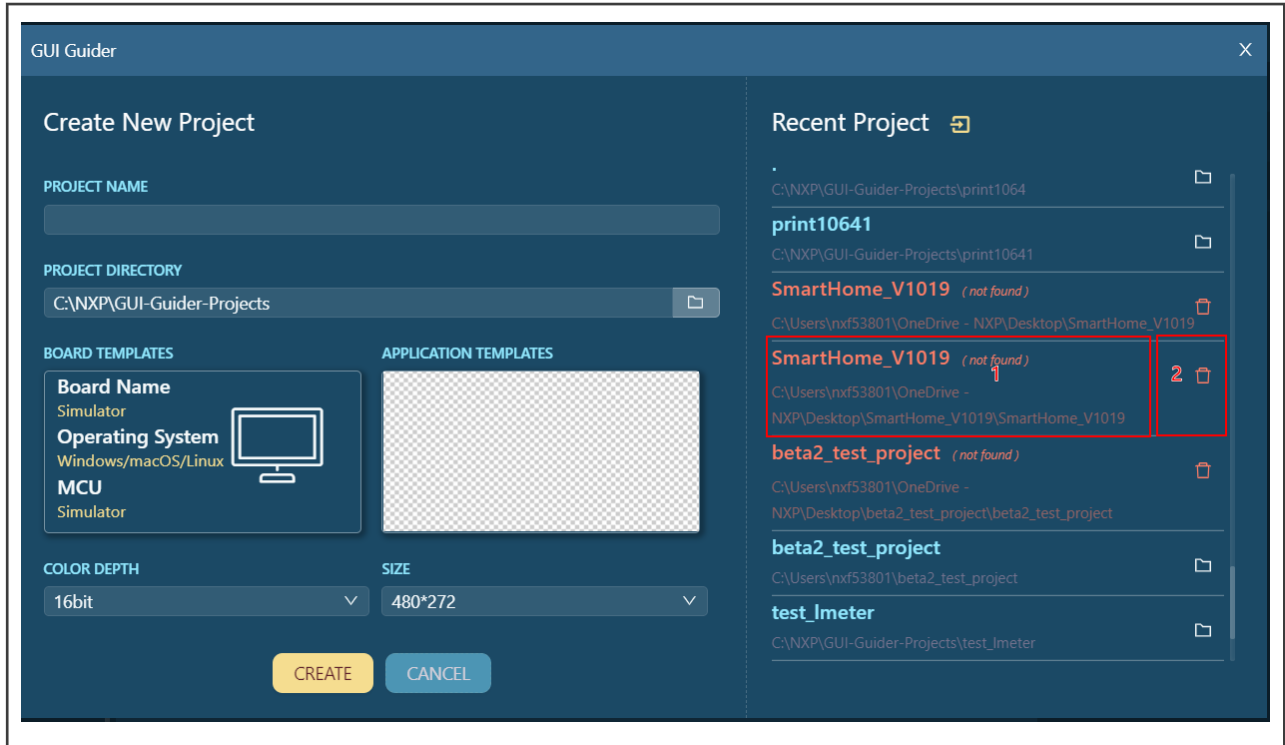 GUI Guider
X
Create New Project
PROJECT NAME
PROJECT DIRECTORY
C:\NXP\GUI-Guider-Projects
BOARD TEMPLATES
APPLICATION TEMPLATES
Board Name
Simulator
Operating System
Windows/macOS/Linux
MCU
Simulator
COLOR DEPTH
SIZE
16bit
480*272
CREATE
CANCEL
Recent Project
.
C:\NXP\GUI-Guider-Projects\print1064
print10641
C:\NXP\GUI-Guider-Projects\print10641
SmartHome_V1019 ( not found )
C:\Users\nxf53801\OneDrive - NXP\Desktop\SmartHome_V1019
SmartHome_V1019 ( not found )
1
2
C:\Users\nxf53801\OneDrive -
NXP\Desktop\SmartHome_V1019\SmartHome_V1019
beta2_test_project ( not found )
C:\Users\nxf53801\OneDrive -
NXP\Desktop\beta2_test_project\beta2_test_project
beta2_test_project
C:\Users\nxf53801\beta2_test_project
test_lmeter
C:\NXP\GUI-Guider-Projects\test_lmeter